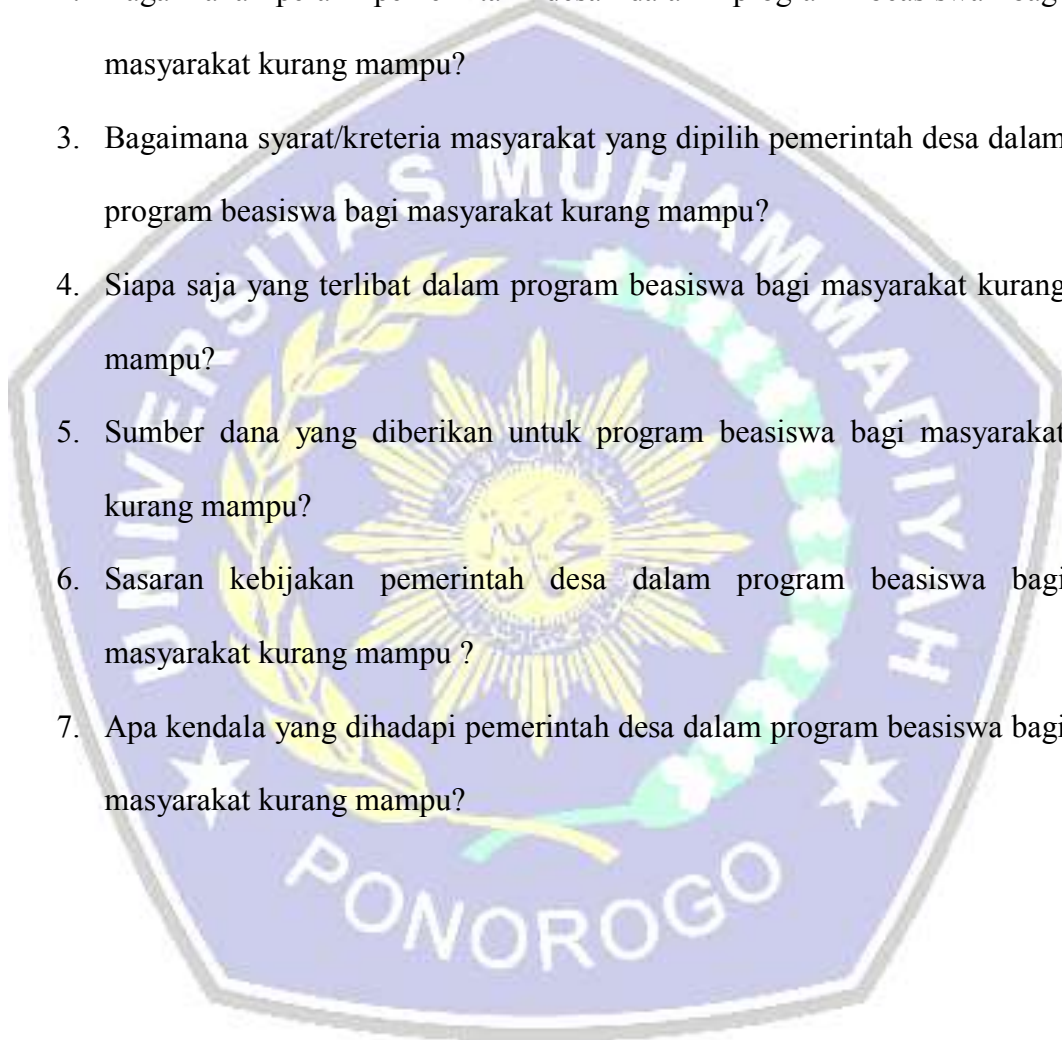 masyarakat kurang mampu?
3. Bagaimana syarat/kreteria masyarakat yang dipilih pemerintah desa dalam
program beasiswa bagi masyarakat kurang mampu?
4. Siapa saja yang terlibat dalam program beasiswa bagi masyarakat kurang
mampu?
5. Sumber dana yang diberikan untuk program beasiswa bagi masyarakat
kurang mampu?
6. Sasaran kebijakan pemerintah desa dalam program beasiswa bagi
masyarakat kurang mampu ?
7. Apa kendala yang dihadapi pemerintah desa dalam program beasiswa bagi
masyarakat kurang mampu?
UNIVERSITAS MUHAMMADIYAH
PONOROGO